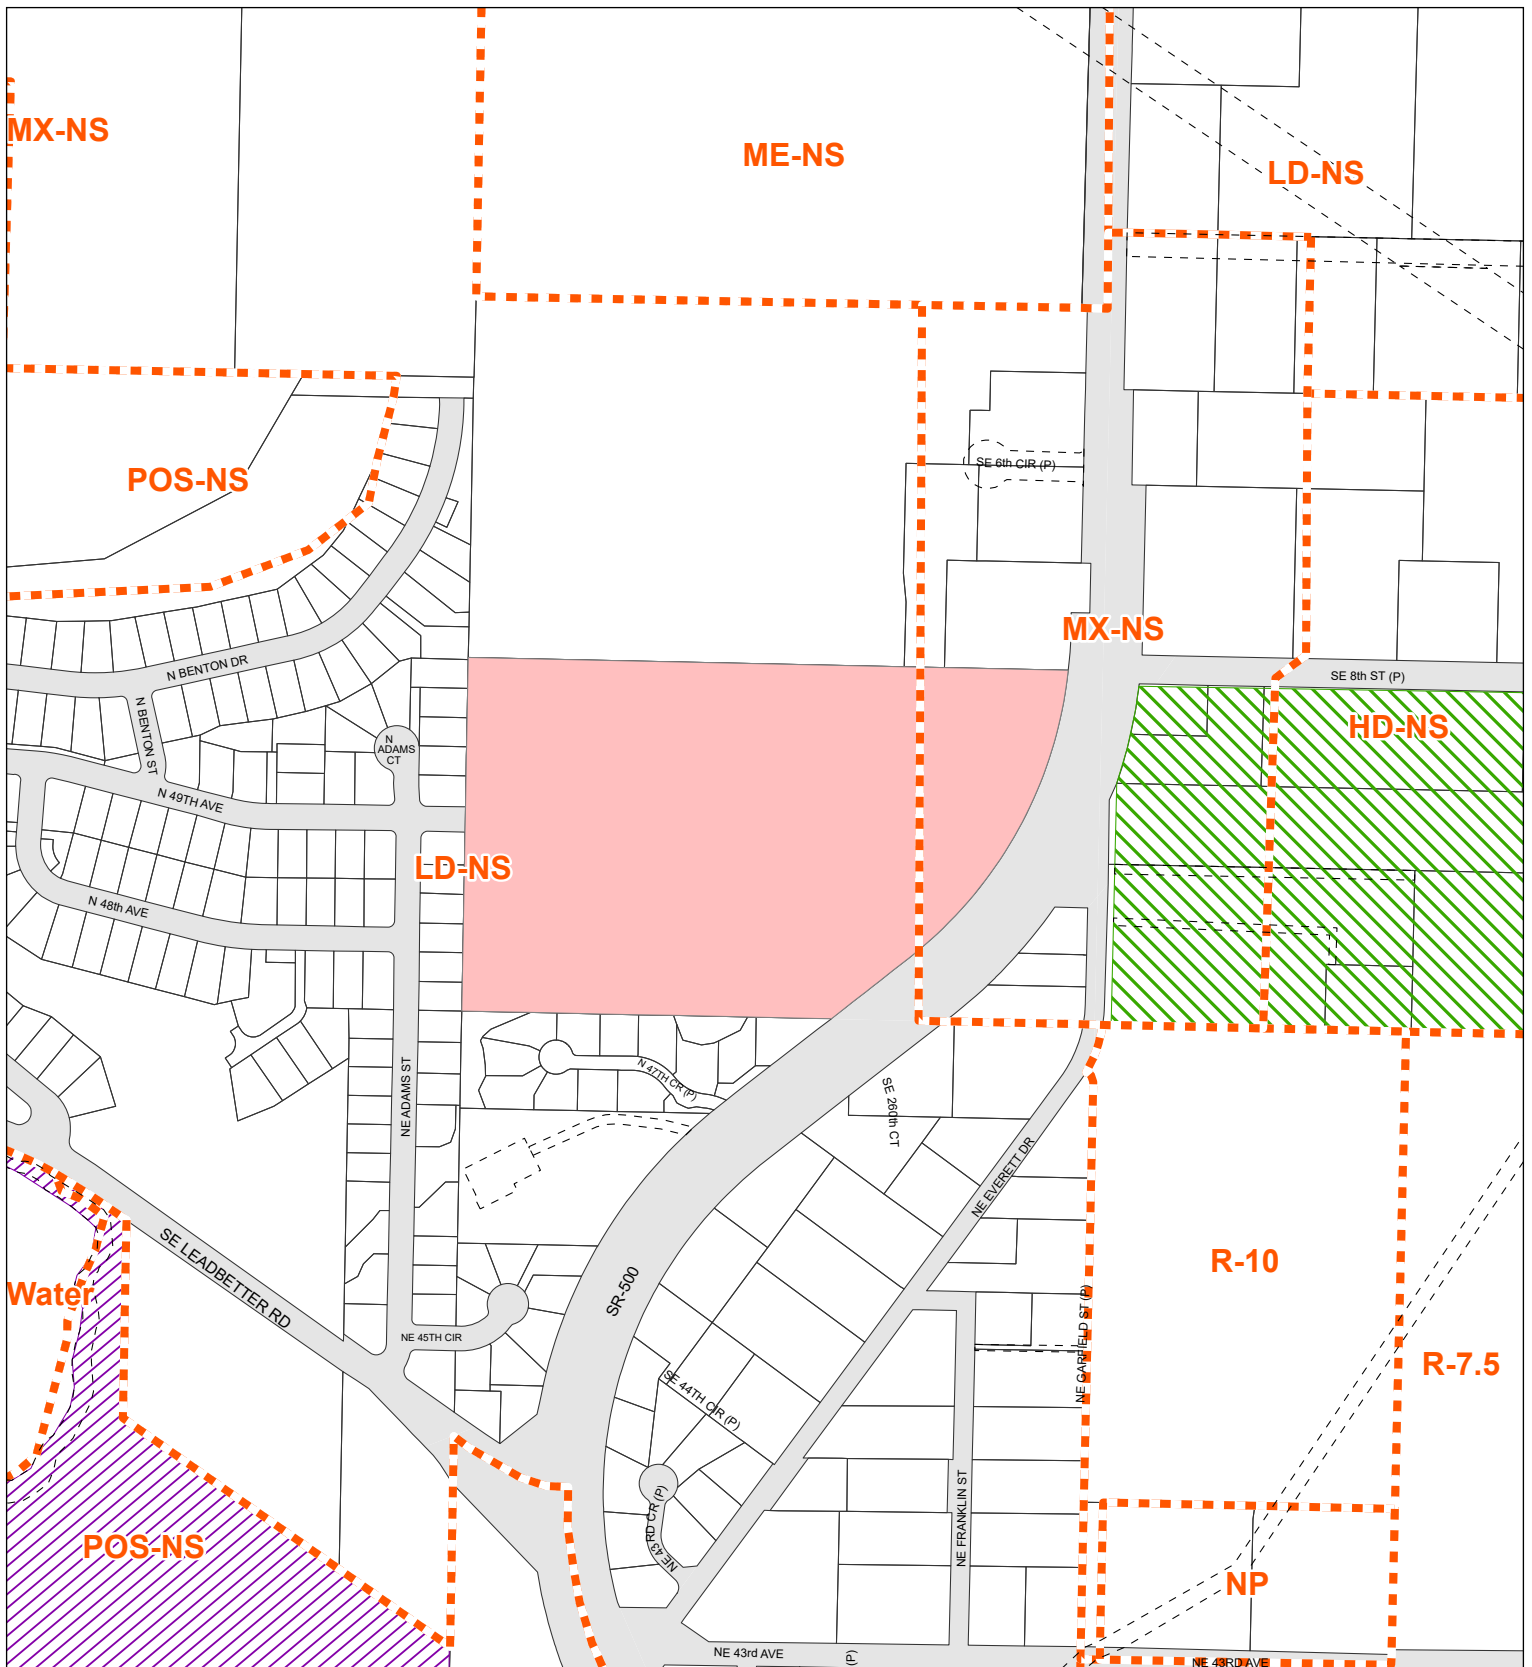 MX-NS
ME-NS
LD-NS
POS-NS
SE 6th CIR (P)
MX-NS
N BENTON DR
SE 8th ST (P)
N BENTON ST
N
ADAMS
CT
HD-NS
N 49TH AVE
LD-NS
N 48th AVE
NE ADAMS ST
N 47TH CR (P)
SE 260th CT
NE EVERETT DR
SE LEADBETTER RD
Water
SR-500
R-10
NE GARFIELD ST (P)
NE 45TH CIR
R-7.5
SE 44TH CIR (P)
NE 43RD CR (P)
NE FRANKLIN ST
POS-NS
NP
NE 43rd AVE
(P)
NE 43RD AVE